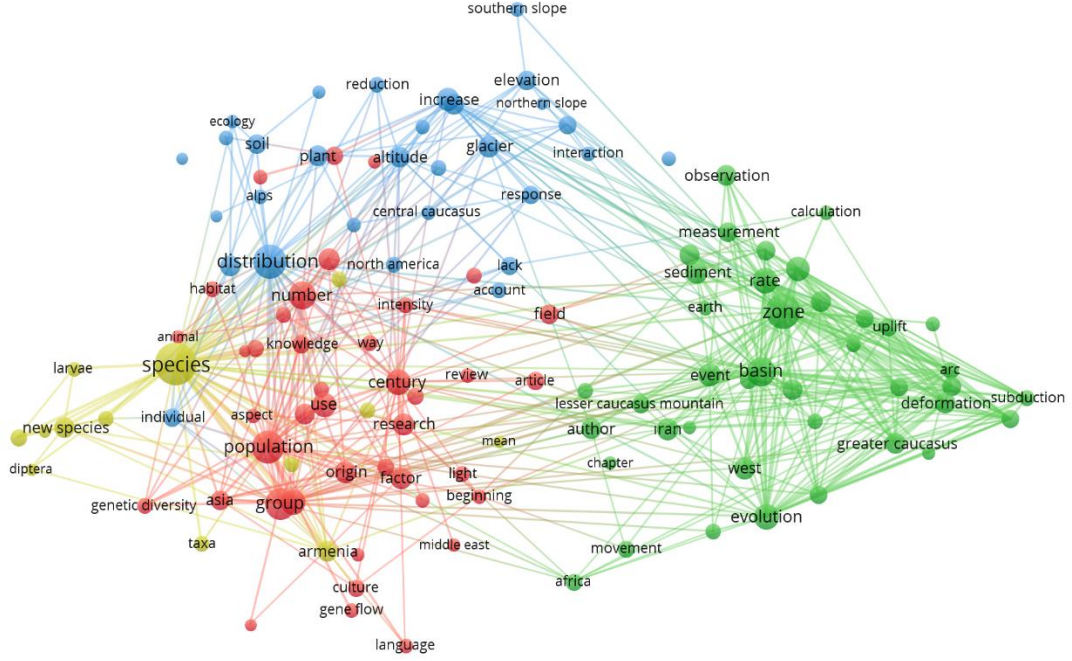 southern slope
reduction
elevation
increase
northern slope
ecology
soil
plant
altitude
glacier
interaction
observation
alps
response
central caucasus
calculation
measurement
distribution
north america
lack
sediment
rate
habitat
number
account
intensity
earth
field
zone
uplift
animal
knowledge
way
species
larvae
century
review
article
event
basin
arc
subduction
lesser caucasus mountain
deformation
use
individual
aspect
research
new species
author
iran
mean
greater caucasus
population
diptera
origin
factor
light
chapter
west
genetic diversity
asia
group
beginning
evolution
taxa
armenia
middle east
movement
africa
culture
gene flow
language